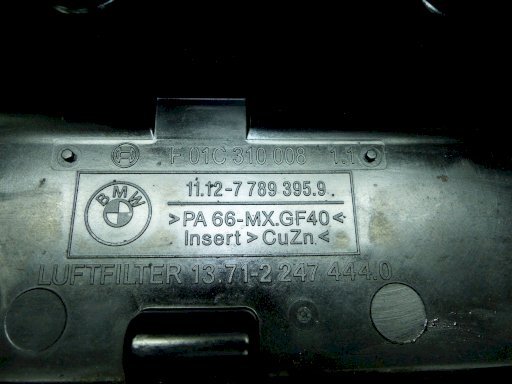 F 01C 310 008 - 1.1
BMW
11.12-7 789 395.9
>PA 66-MX.GF40<
Insert >CuZn.<
LUFTFILTER 13.71-2 247 444.0